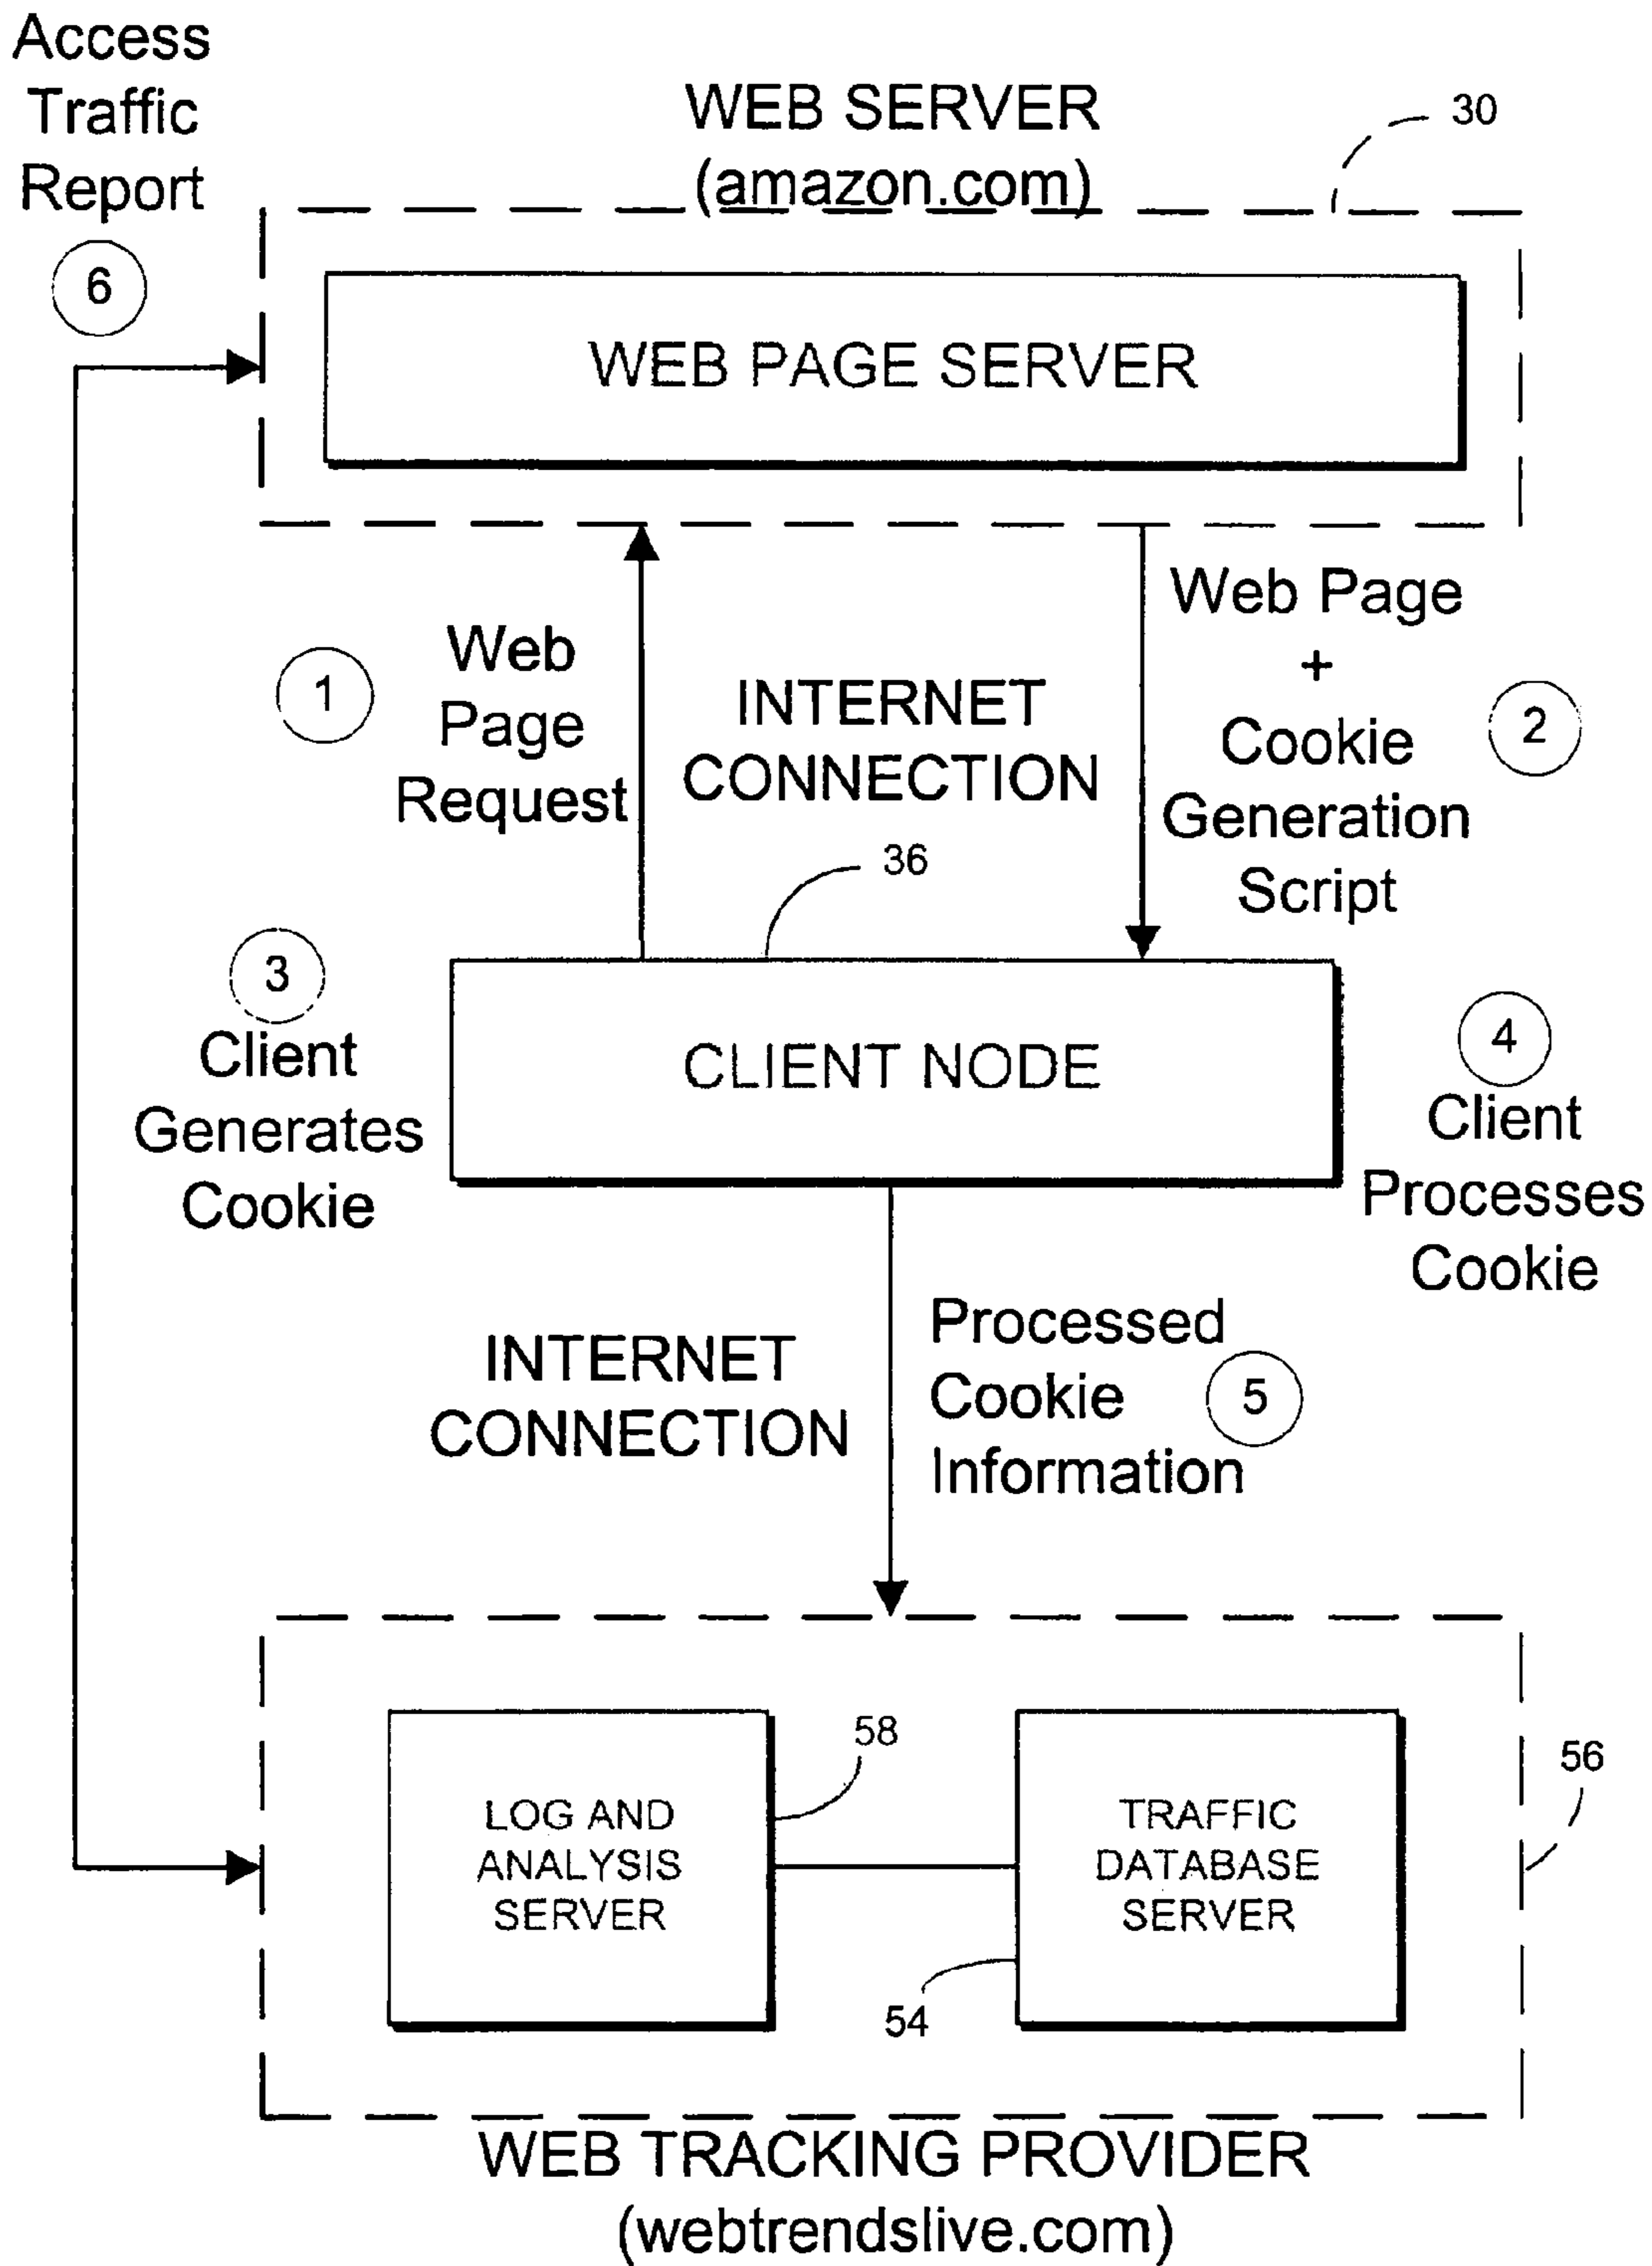 Access
Traffic
Report
6
WEB SERVER
(amazon.com)
30
WEB PAGE SERVER
1
Web
Page
Request
INTERNET
CONNECTION
Web Page
+
Cookie
Generation
Script
2
36
3
Client
Generates
Cookie
CLIENT NODE
4
Client
Processes
Cookie
INTERNET
CONNECTION
Processed
Cookie
Information
5
58
LOG AND
ANALYSIS
SERVER
TRAFFIC
DATABASE
SERVER
54
56
WEB TRACKING PROVIDER
(webtrendslive.com)